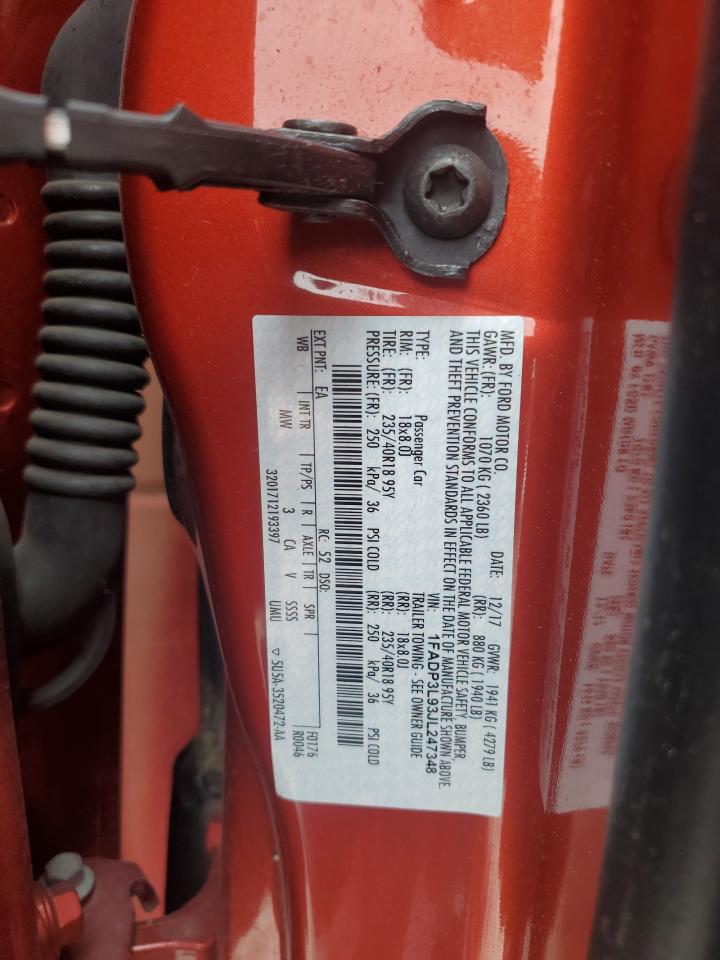 MFD. BY FORD MOTOR CO.
DATE: 12/17 GVWR: 1941 KG ( 4279 LB)
GAWR: (FR): 1070 KG ( 2360 LB) (RR): 880 KG ( 1940 LB)
THIS VEHICLE CONFORMS TO ALL APPLICABLE FEDERAL MOTOR VEHICLE SAFETY, BUMPER,
AND THEFT PREVENTION STANDARDS IN EFFECT ON THE DATE OF MANUFACTURE SHOWN ABOVE.
VIN: 1FADP3L93JL247348
TYPE: Passenger Car TRAILER TOWING - SEE OWNER GUIDE
RIM: (FR): 18x8.0J (RR): 18x8.0J
TIRE: (FR): 235/40R18 95Y (RR): 235/40R18 95Y
PRESSURE: (FR): 250 kPa/ 36 PSI COLD (RR): 250 kPa/ 36 PSI COLD
EXT PNT: EA RC: 52 DSO: F0176
WB INT TR TP/PS R AXLE TR SPR R0046
MW 3 CA V SSSS
3201712193397 UMU ▽ 5U5A-3520472-AA